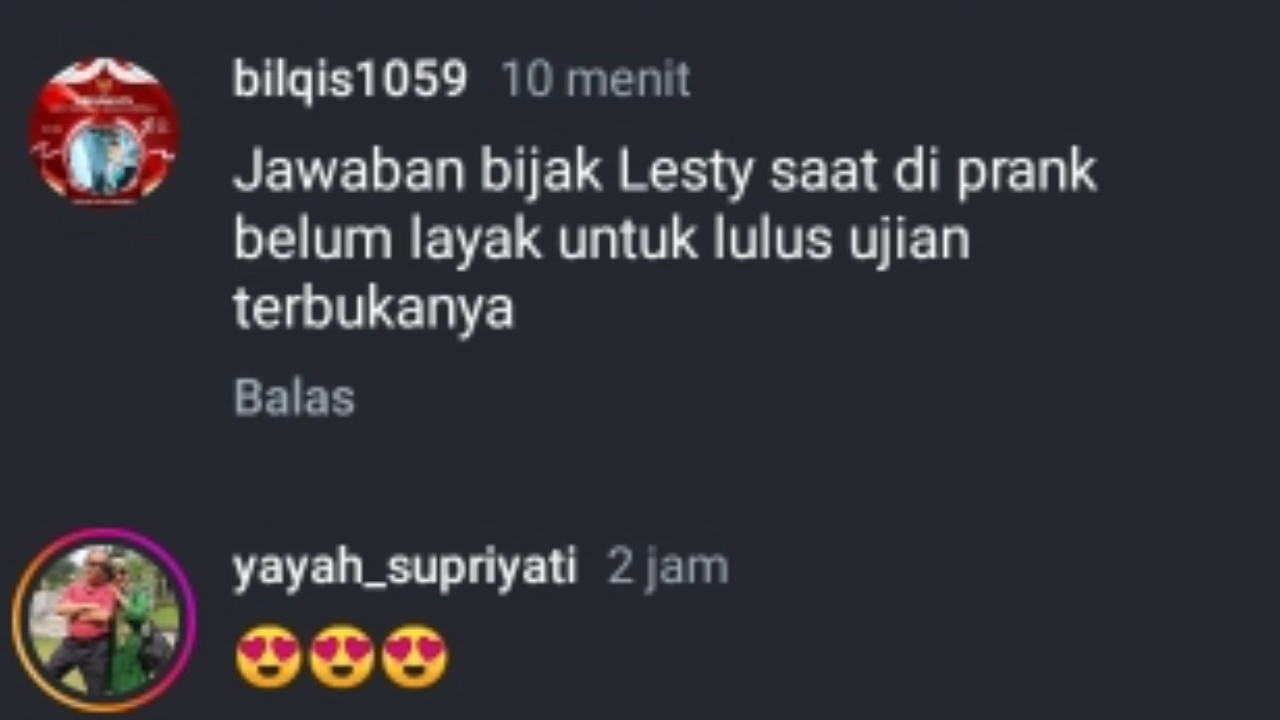 bilqis1059 10 menit
Jawaban bijak Lesty saat di prank
belum layak untuk lulus ujian
terbukanya
Balas
yayah_supriyati 2 jam
😍😍😍